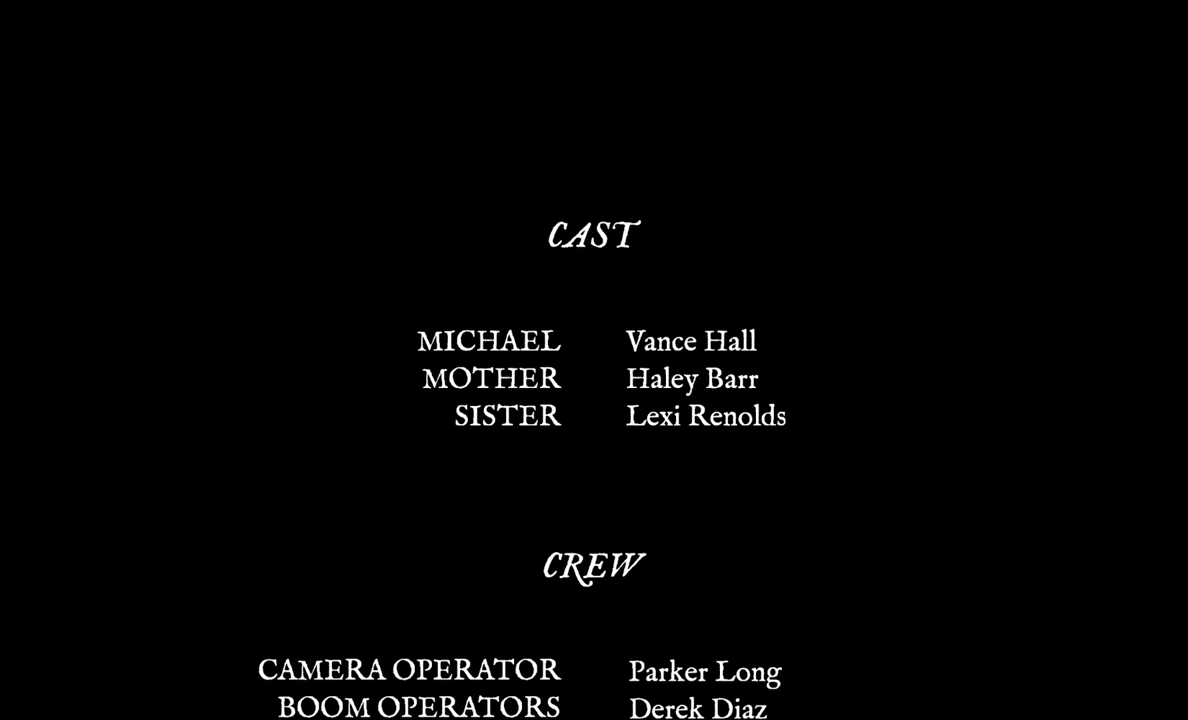 CAST
MICHAEL Vance Hall
MOTHER Haley Barr
SISTER Lexi Renolds
CREW
CAMERA OPERATOR Parker Long
BOOM OPERATORS Derek Diaz